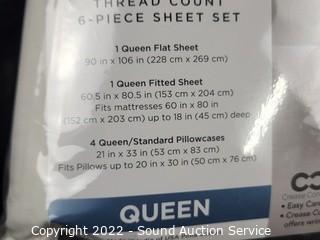 THREAD COUNT
6-PIECE SHEET SET
1 Queen Flat Sheet
90 in x 106 in (228 cm x 269 cm)
1 Queen Fitted Sheet
60.5 in x 80.5 in (153 cm x 204 cm)
Fits mattresses 60 in x 80 in
(152 cm x 203 cm) up to 18 in (45 cm) deep
4 Queen/Standard Pillowcases
21 in x 33 in (53 cm x 83 cm)
Fits Pillows up to 20 in x 30 in (50 cm x 76 cm)
QUEEN
Crease
• Easy Care
• Crease
offers
Copyright 2022 - Sound Auction Service